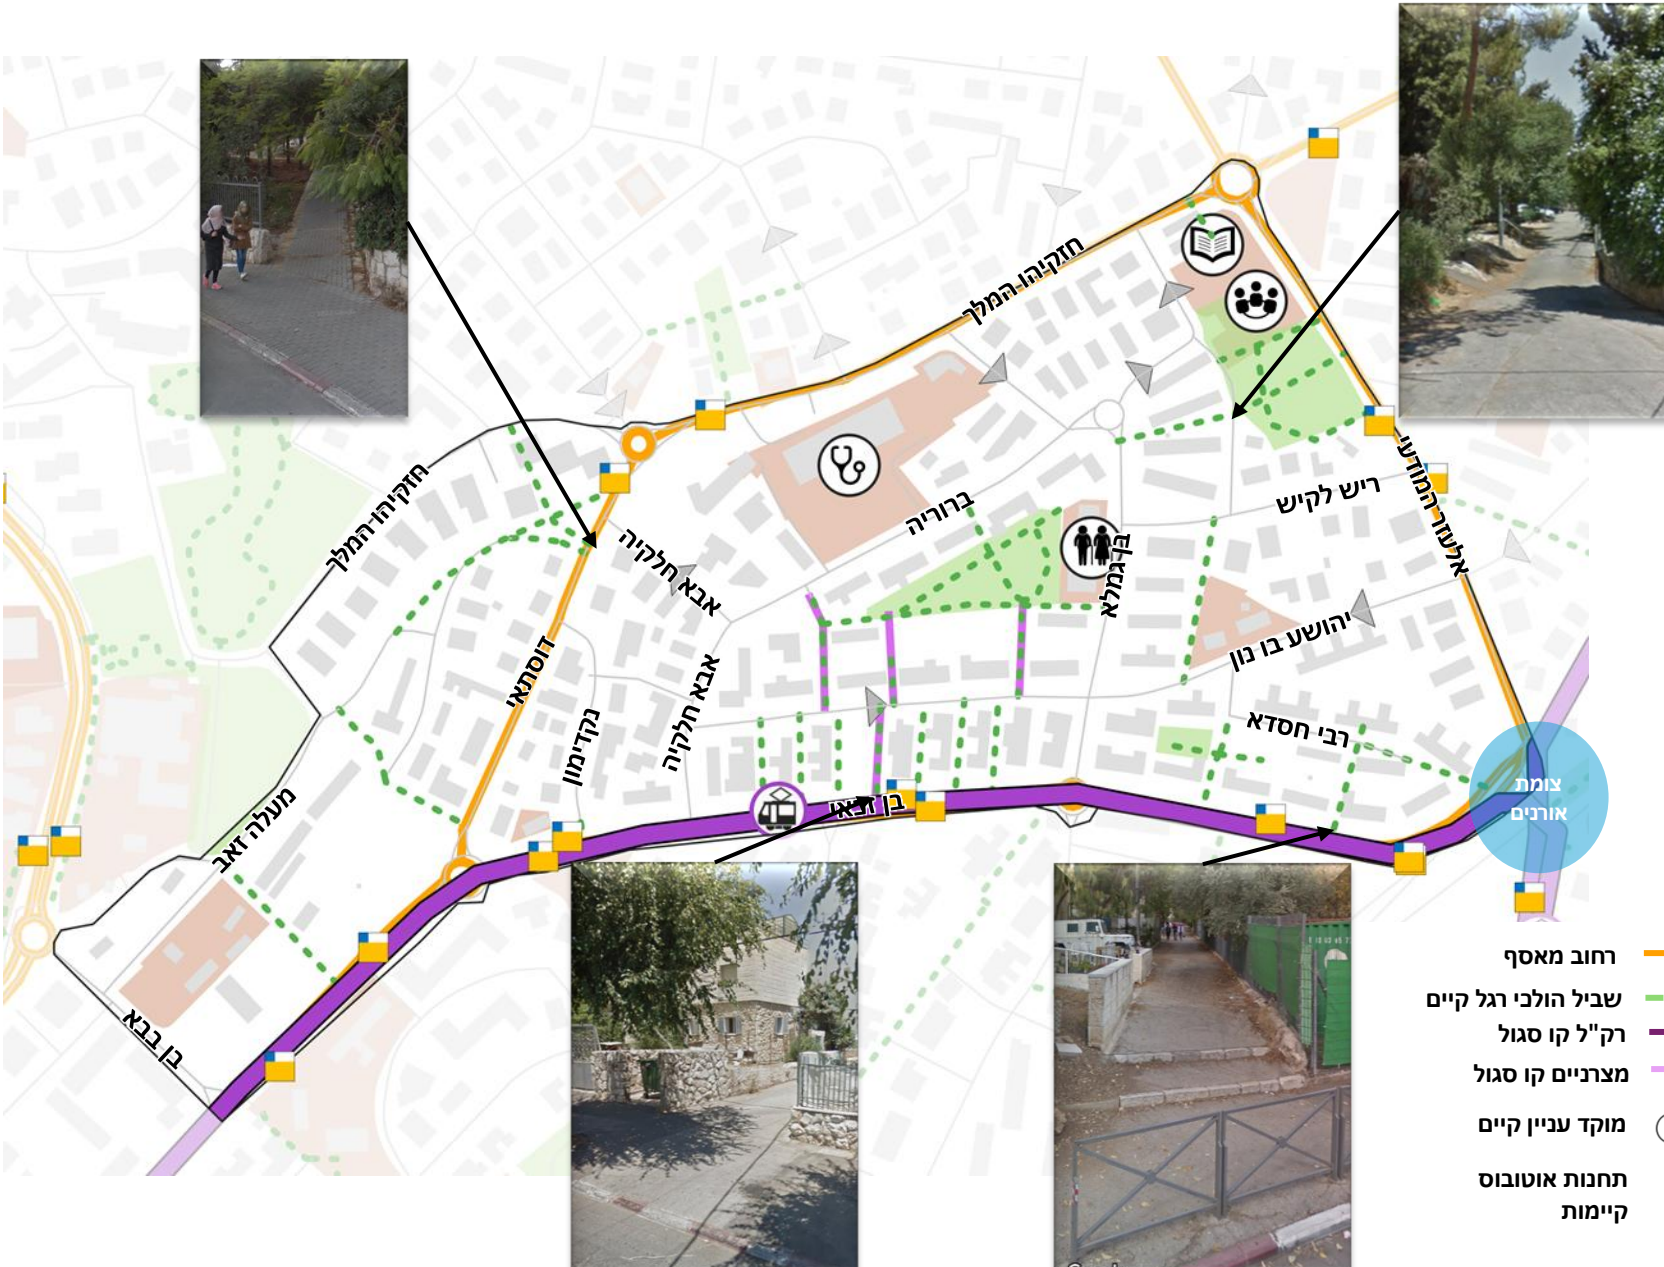 חזקיהו המלך
חזקיהו המלך
אלעזר המודעי
ריש לקיש
ברוריה
בן גמלא
אבא חלקיה
יהושע בו נון
דוסתאי
אבא חלקיה
נקדימון
רבי חסדא
צומת
אורנים
בן זכאי
מעלה זאב
בן בבא
רחוב מאסף
שביל הולכי רגל קיים
רק"ל קו סגול
מצרניים קו סגול
מוקד עניין קיים
תחנות אוטובוס
קיימות